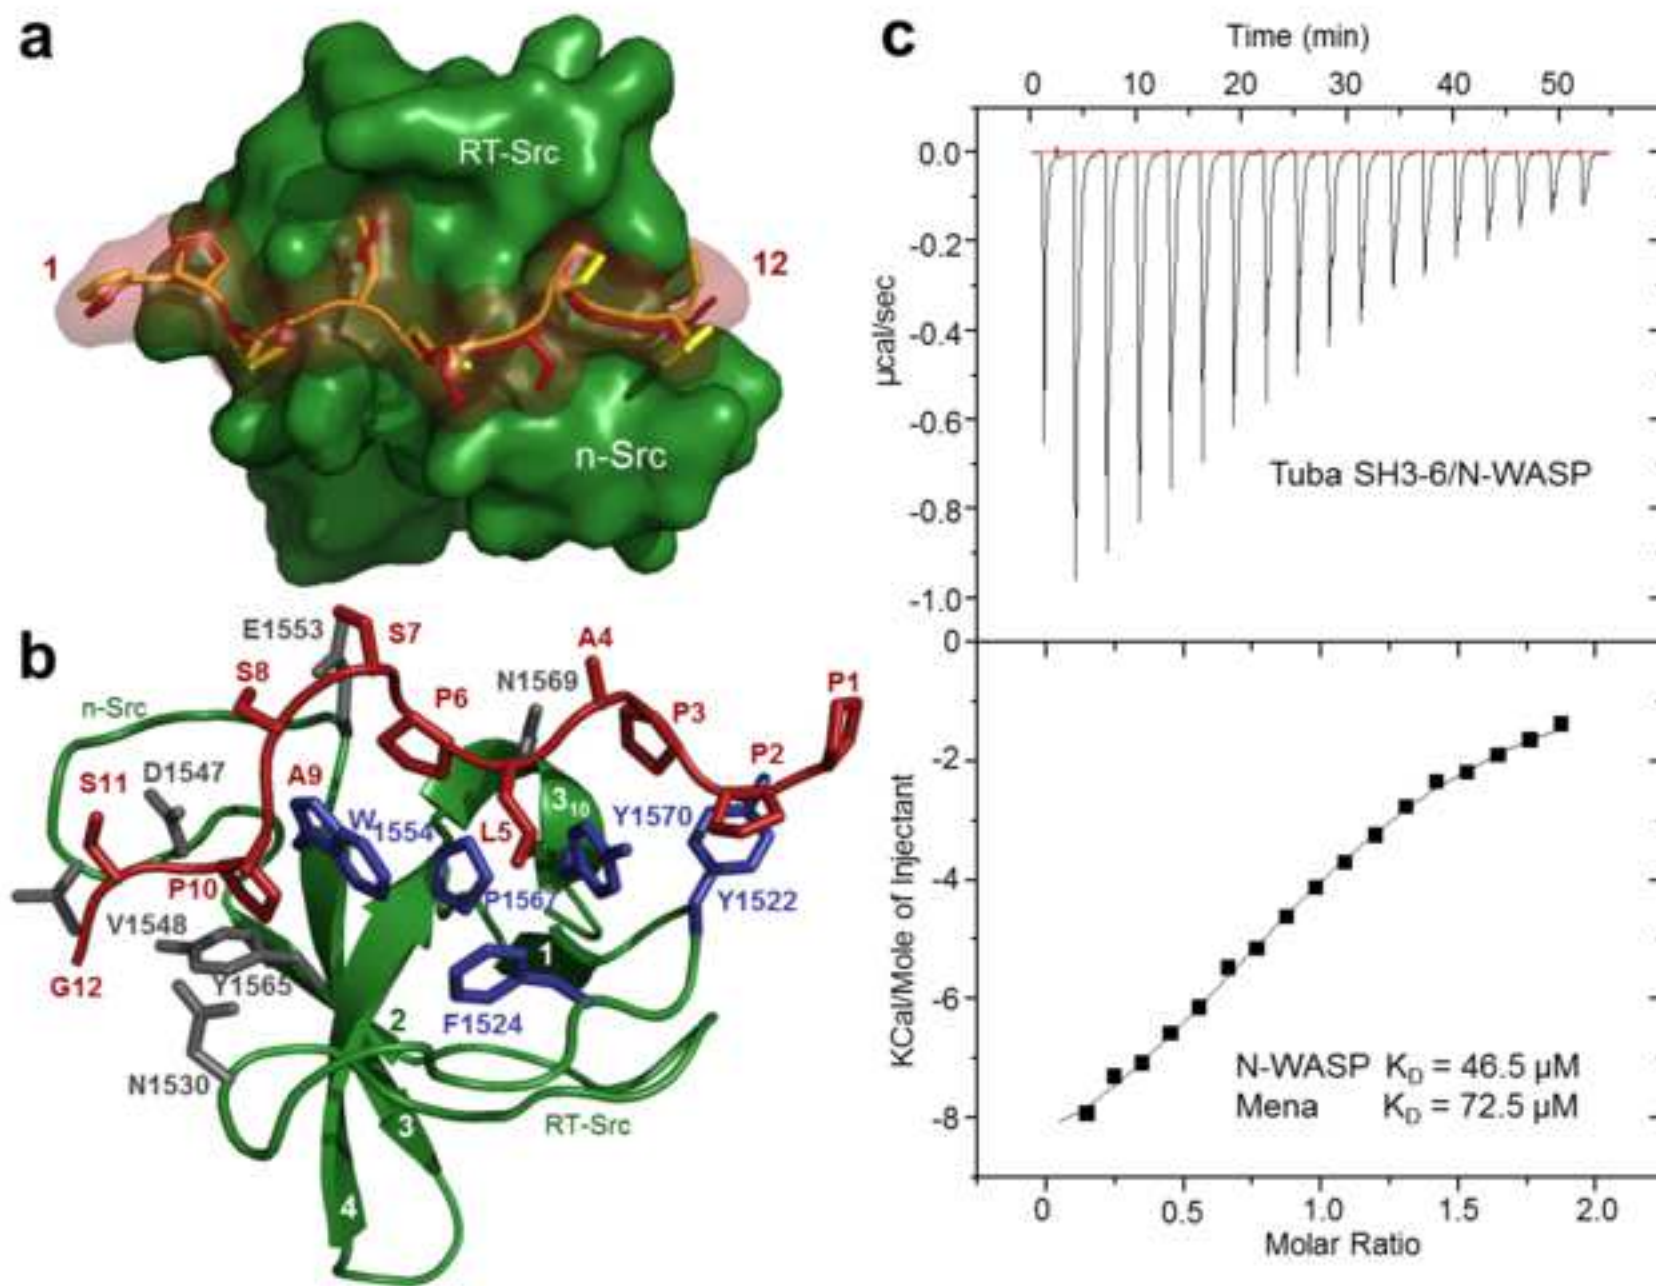 a
RT-Src
1
12
n-Src
b
E1553
S7
A4
S8
N1569
P1
n-Src
P6
P3
D1547
P2
S11
A9
3₁₀
W
1554
L5
Y1570
P10
P1567
Y1522
V1548
1
G12
Y1565
2
F1524
N1530
3
RT-Src
4
c
Time (min)
0 10 20 30 40 50
0.0
-0.2
-0.4
µcal/sec
-0.6
Tuba SH3-6/N-WASP
-0.8
-1.0
0
-2
-4
KCal/Mole of Injectant
-6
N-WASP K_D = 46.5 µM
Mena K_D = 72.5 µM
-8
0 0.5 1.0 1.5 2.0
Molar Ratio